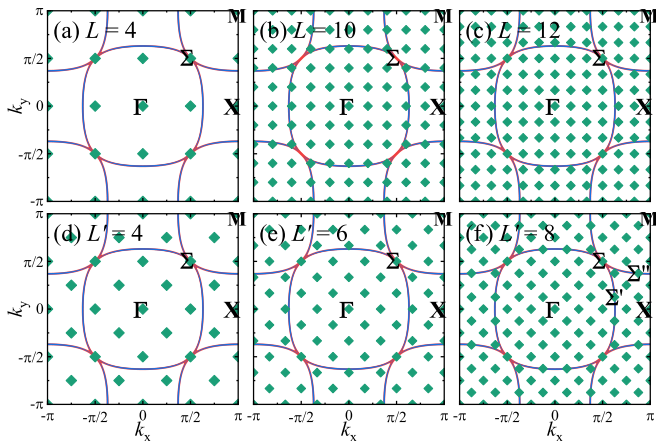 (a) L = 4 M (b) L = 10 M (c) L = 12 M
π
π/2 Σ Σ Σ
ky 0 Γ X Γ X Γ X
-π/2
-π
(d) L' = 4 M (e) L' = 6 M (f) L' = 8 M
π
π/2 Σ Σ Σ Σ''
Σ'
ky 0 Γ X Γ X Γ X
-π/2
-π
-π -π/2 0 π/2 π -π/2 0 π/2 π -π/2 0 π/2 π
kx kx kx